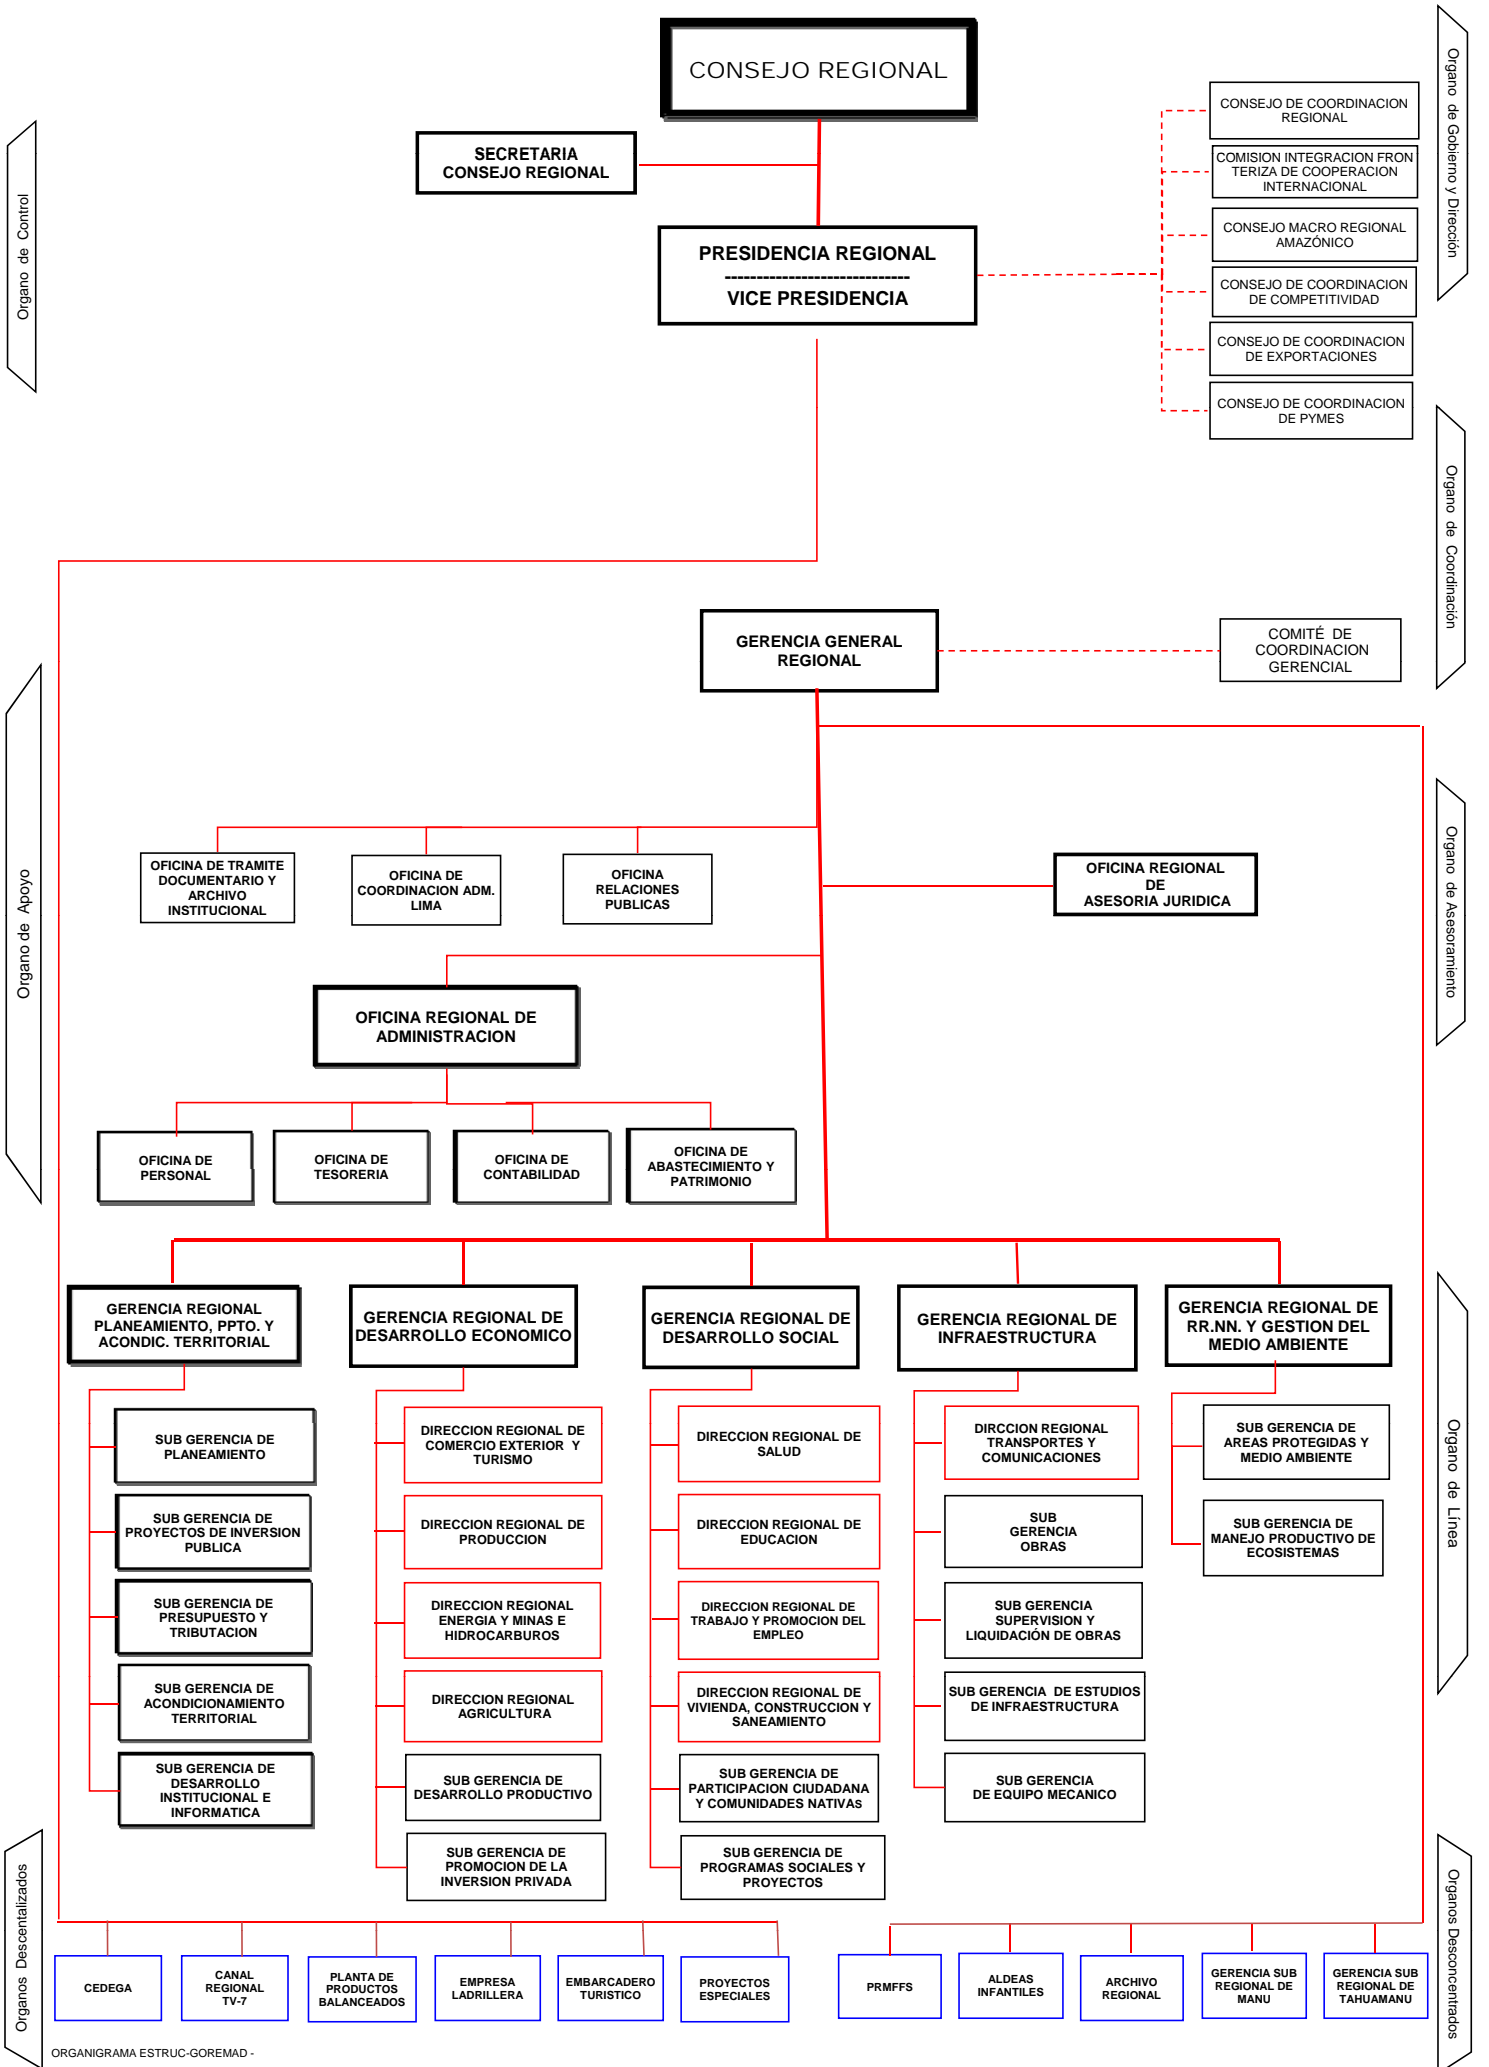 CONSEJO REGIONAL
Organo de Gobierno y Dirección
Organo de Control
SECRETARIA
CONSEJO REGIONAL
CONSEJO DE COORDINACION
REGIONAL
COMISION INTEGRACION FRON
TERIZA DE COOPERACION
INTERNACIONAL
PRESIDENCIA REGIONAL
-----------------------------
VICE PRESIDENCIA
CONSEJO MACRO REGIONAL
AMAZÓNICO
CONSEJO DE COORDINACION
DE COMPETITIVIDAD
CONSEJO DE COORDINACION
DE EXPORTACIONES
CONSEJO DE COORDINACION
DE PYMES
Organo de Coordinación
GERENCIA GENERAL
REGIONAL
COMITÉ DE
COORDINACION
GERENCIAL
Organo de Apoyo
Organo de Asesoramiento
OFICINA DE TRAMITE
DOCUMENTARIO Y
ARCHIVO
INSTITUCIONAL
OFICINA DE
COORDINACION ADM.
LIMA
OFICINA
RELACIONES
PUBLICAS
OFICINA REGIONAL
DE
ASESORIA JURIDICA
OFICINA REGIONAL DE
ADMINISTRACION
OFICINA DE
PERSONAL
OFICINA DE
TESORERIA
OFICINA DE
CONTABILIDAD
OFICINA DE
ABASTECIMIENTO Y
PATRIMONIO
GERENCIA REGIONAL
PLANEAMIENTO, PPTO. Y
ACONDIC. TERRITORIAL
GERENCIA REGIONAL DE
DESARROLLO ECONOMICO
GERENCIA REGIONAL DE
DESARROLLO SOCIAL
GERENCIA REGIONAL DE
INFRAESTRUCTURA
GERENCIA REGIONAL DE
RR.NN. Y GESTION DEL
MEDIO AMBIENTE
Organo de Línea
SUB GERENCIA DE
PLANEAMIENTO
SUB GERENCIA DE
PROYECTOS DE INVERSION
PUBLICA
SUB GERENCIA DE
PRESUPUESTO Y
TRIBUTACION
SUB GERENCIA DE
ACONDICIONAMIENTO
TERRITORIAL
SUB GERENCIA DE
DESARROLLO
INSTITUCIONAL E
INFORMATICA
DIRECCION REGIONAL DE
COMERCIO EXTERIOR Y
TURISMO
DIRECCION REGIONAL DE
PRODUCCION
DIRECCION REGIONAL
ENERGIA Y MINAS E
HIDROCARBUROS
DIRECCION REGIONAL
AGRICULTURA
SUB GERENCIA DE
DESARROLLO PRODUCTIVO
SUB GERENCIA DE
PROMOCION DE LA
INVERSION PRIVADA
DIRECCION REGIONAL DE
SALUD
DIRECCION REGIONAL DE
EDUCACION
DIRECCION REGIONAL DE
TRABAJO Y PROMOCION DEL
EMPLEO
DIRECCION REGIONAL DE
VIVIENDA, CONSTRUCCION Y
SANEAMIENTO
SUB GERENCIA DE
PARTICIPACION CIUDADANA
Y COMUNIDADES NATIVAs
SUB GERENCIA DE
PROGRAMAS SOCIALES Y
PROYECTOS
DIRCCION REGIONAL
TRANSPORTES Y
COMUNICACIONES
SUB
GERENCIA
OBRAS
SUB GERENCIA
SUPERVISION Y
LIQUIDACIÓN DE OBRAS
SUB GERENCIA DE ESTUDIOS
DE INFRAESTRUCTURA
SUB GERENCIA
DE EQUIPO MECANICO
SUB GERENCIA DE
AREAS PROTEGIDAS Y
MEDIO AMBIENTE
SUB GERENCIA DE
MANEJO PRODUCTIVO DE
ECOSISTEMAS
Organos Descentalizados
CEDEGA
CANAL
REGIONAL
TV-7
PLANTA DE
PRODUCTOS
BALANCEADOS
EMPRESA
LADRILLERA
EMBARCADERO
TURISTICO
PROYECTOS
ESPECIALES
PRMFFS
ALDEAS
INFANTILES
ARCHIVO
REGIONAL
GERENCIA SUB
REGIONAL DE
MANU
GERENCIA SUB
REGIONAL DE
TAHUAMANU
Organos Desconcentrados
ORGANIGRAMA ESTRUC-GOREMAD -